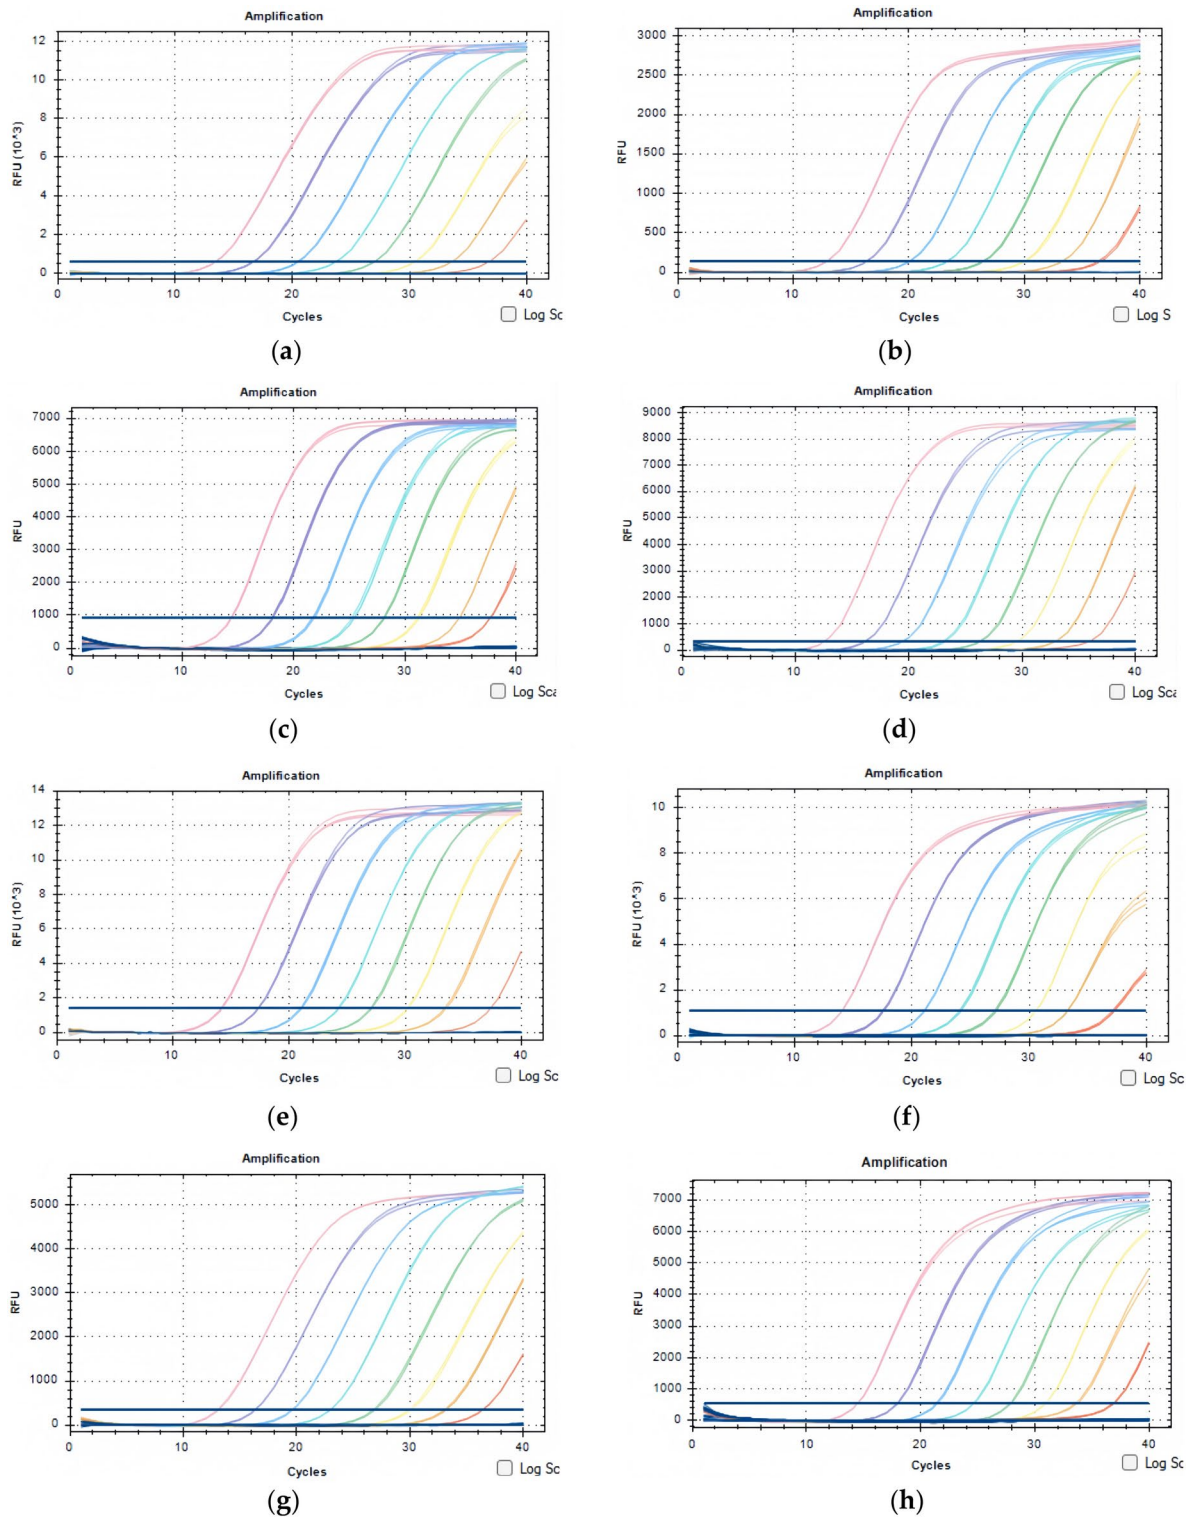 Amplification
12
10
8
6
4
2
0
RFU (10^3)
0 10 20 30 40
Cycles
Log Sc
(a)
Amplification
3000
2500
2000
1500
1000
500
0
RFU
0 10 20 30 40
Cycles
Log S
(b)
Amplification
7000
6000
5000
4000
3000
2000
1000
0
RFU
0 10 20 30 40
Cycles
Log Sca
(c)
Amplification
9000
8000
7000
6000
5000
4000
3000
2000
1000
0
RFU
0 10 20 30 40
Cycles
Log Sca
(d)
Amplification
14
12
10
8
6
4
2
0
RFU (10^3)
0 10 20 30 40
Cycles
Log Sc
(e)
Amplification
10
8
6
4
2
0
RFU (10^3)
0 10 20 30 40
Cycles
Log Sc
(f)
Amplification
5000
4000
3000
2000
1000
0
RFU
0 10 20 30 40
Cycles
Log Sc
(g)
Amplification
7000
6000
5000
4000
3000
2000
1000
0
RFU
0 10 20 30 40
Cycles
Log Sc
(h)